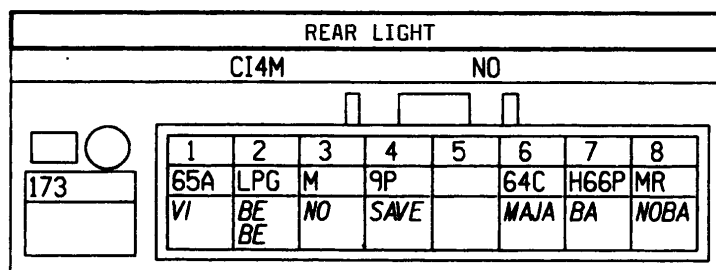 REAR LIGHT
CI4M NO
1 2 3 4 5 6 7 8
173 65A LPG M 9P 64C H66P MR
VI BE NO SAVE MAJA BA NOBA
BE